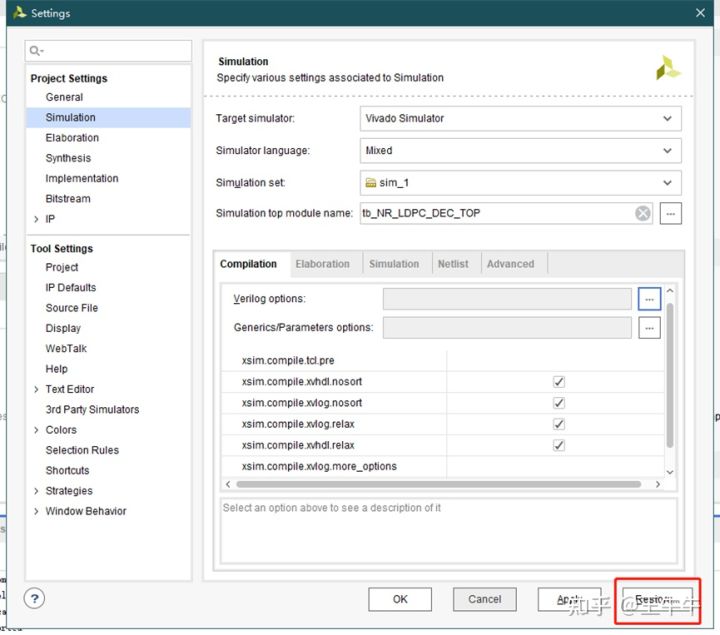 Settings
Project Settings
General
Simulation
Elaboration
Synthesis
Implementation
Bitstream
IP
Tool Settings
Project
IP Defaults
Source File
Display
WebTalk
Help
Text Editor
3rd Party Simulators
Colors
Selection Rules
Shortcuts
Strategies
Window Behavior
Simulation
Specify various settings associated to Simulation
Target simulator: Vivado Simulator
Simulator language: Mixed
Simulation set: sim_1
Simulation top module name: tb_NR_LDPC_DEC_TOP ...
Compilation Elaboration Simulation Netlist Advanced
Verilog options: ...
Generics/Parameters options: ...
xsim.compile.tcl.pre
xsim.compile.xvhdl.nosort
xsim.compile.xvlog.nosort
xsim.compile.xvlog.relax
xsim.compile.xvhdl.relax
xsim.compile.xvlog.more_options
Select an option above to see a description of it
? OK Cancel Apply Restore...
知乎